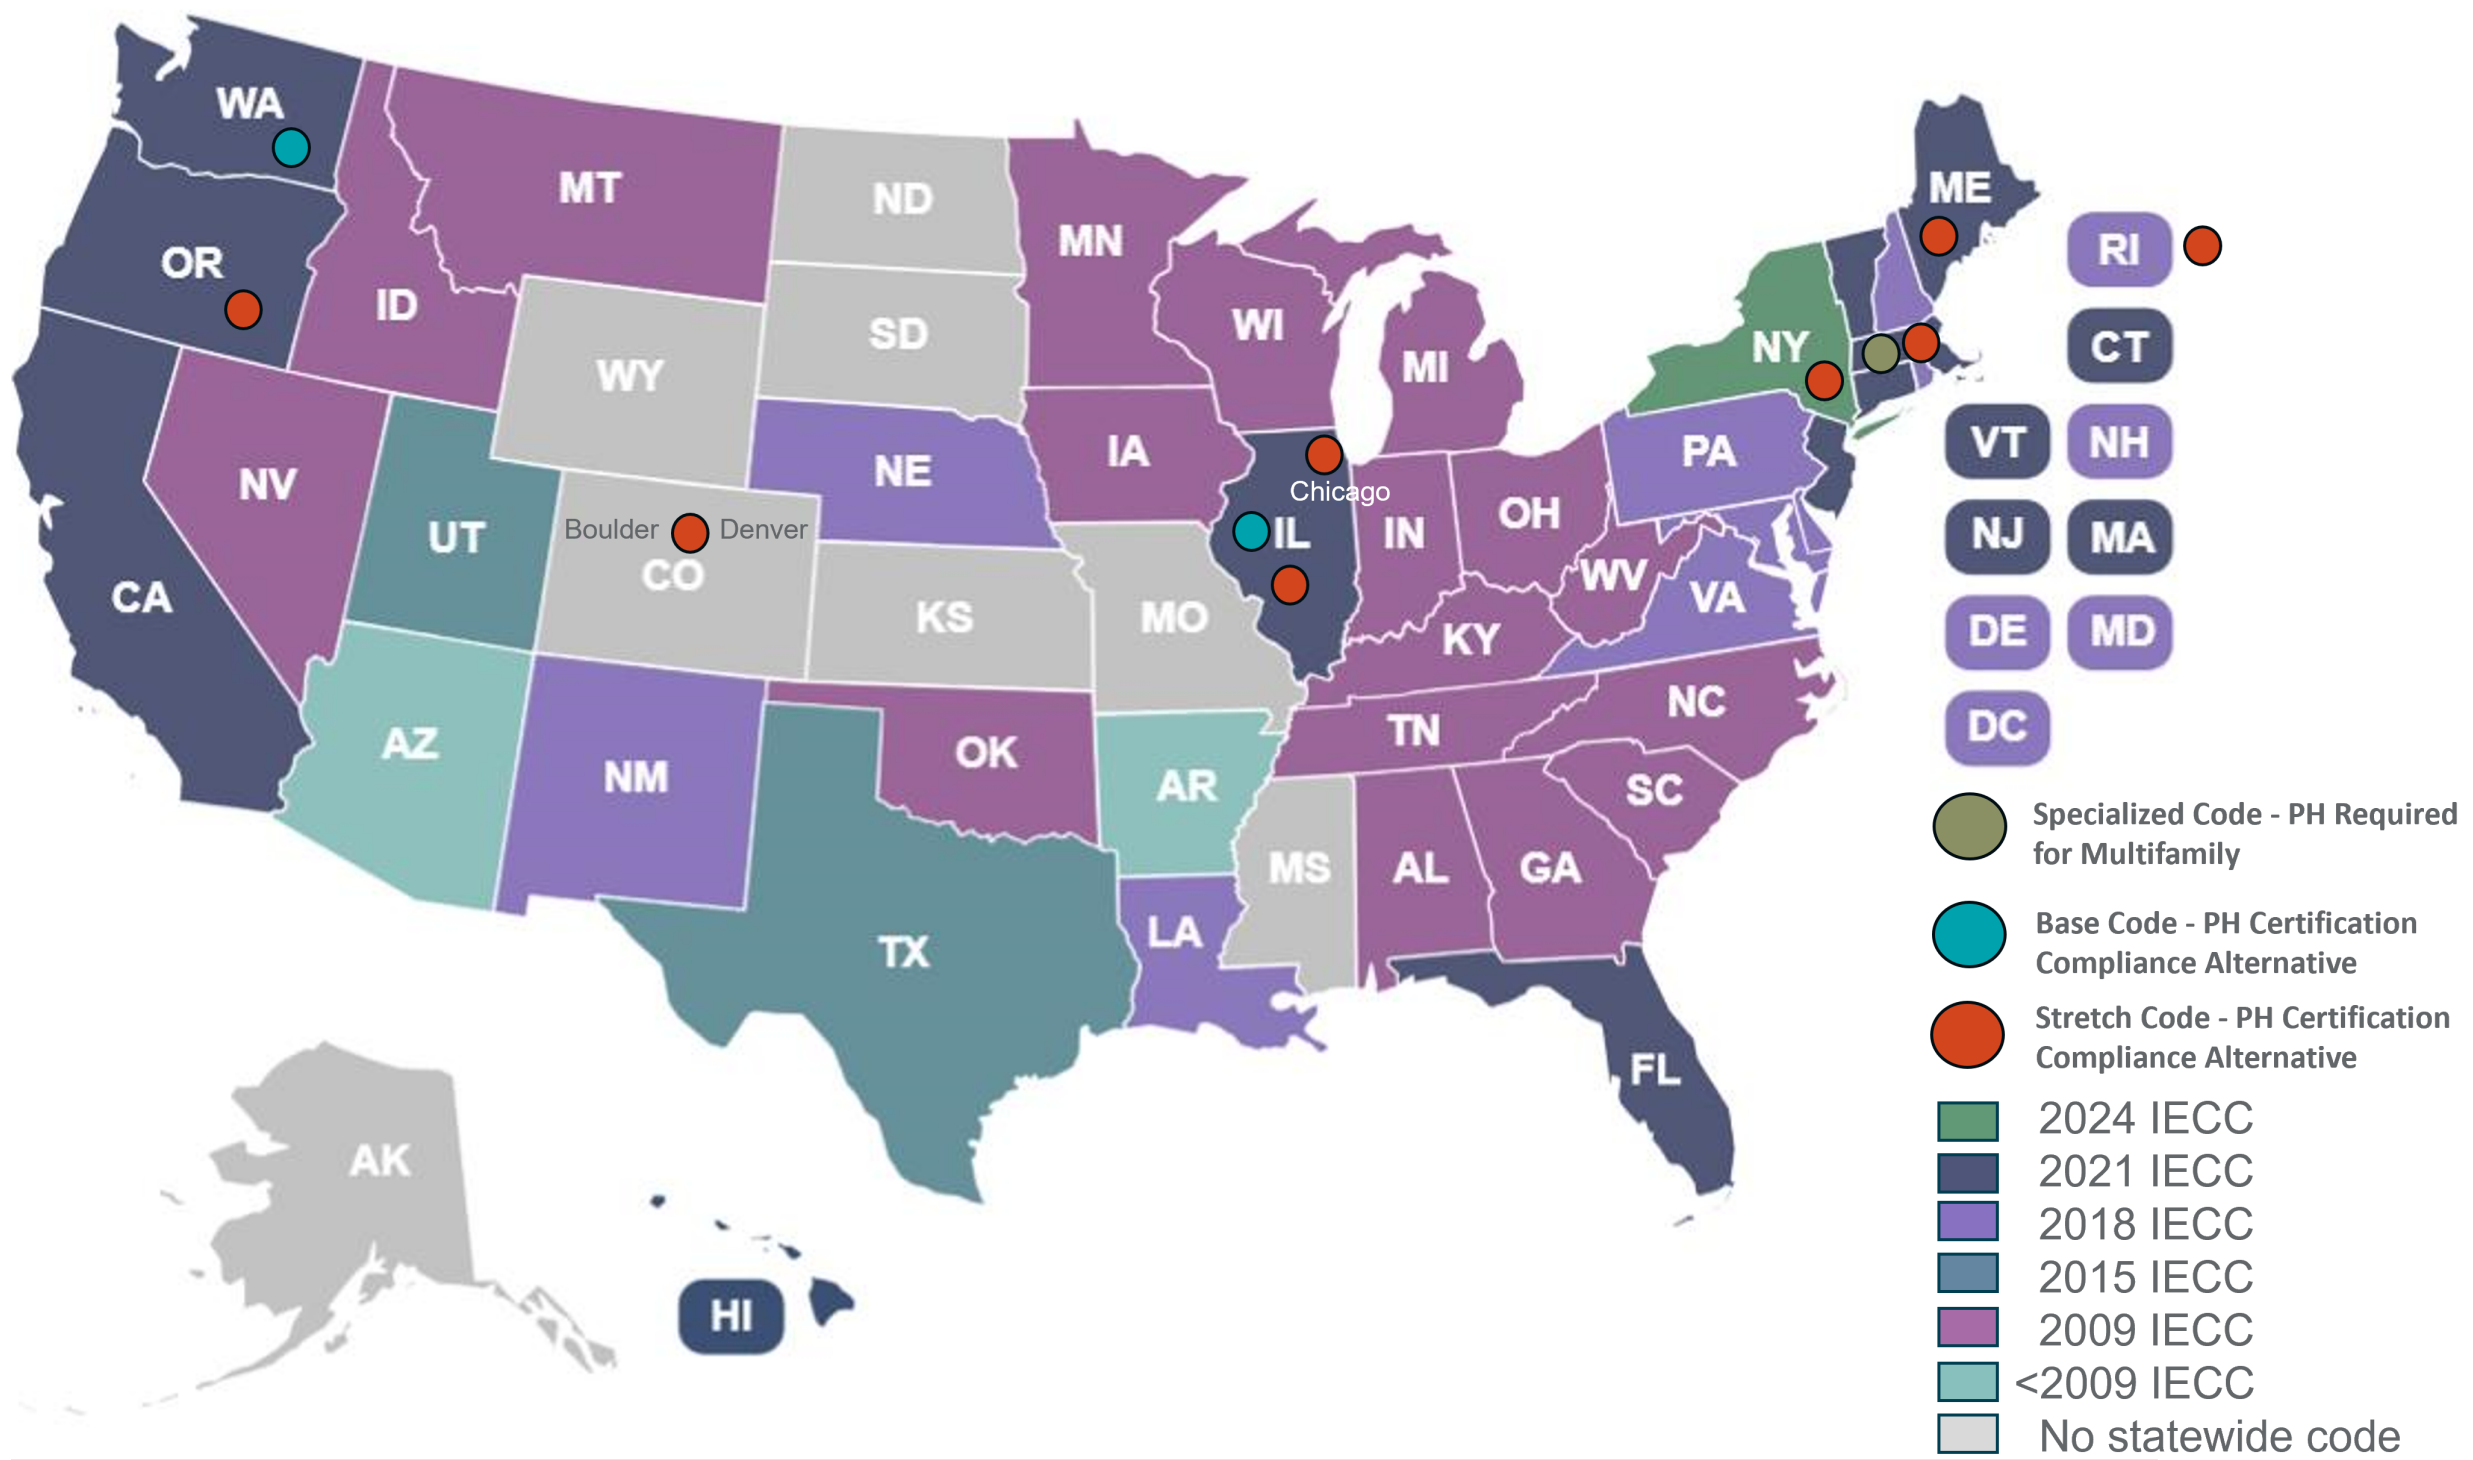 WA
MT
ND
MN
ME
OR
ID
SD
WI
MI
NY
RI
CT
WY
NV
UT
NE
IA
PA
VT
NH
Boulder
Denver
CO
Chicago
IL
IN
OH
WV
VA
NJ
MA
CA
KS
MO
KY
DE
MD
AZ
NM
OK
AR
TN
NC
DC
SC
TX
LA
MS
AL
GA
FL
AK
HI
Specialized Code - PH Required
for Multifamily
Base Code - PH Certification
Compliance Alternative
Stretch Code - PH Certification
Compliance Alternative
2024 IECC
2021 IECC
2018 IECC
2015 IECC
2009 IECC
<2009 IECC
No statewide code